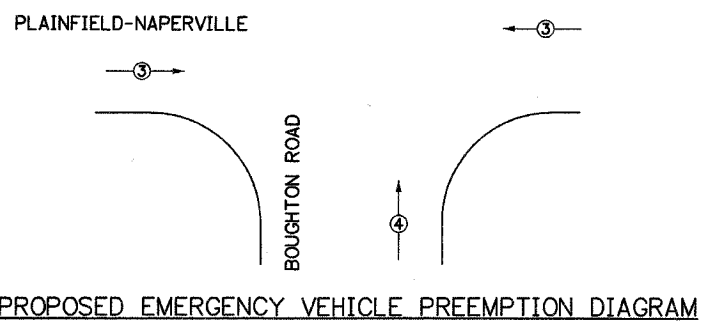 PLAINFIELD-NAPERVILLE
3
3
BOUGHTON ROAD
4
PROPOSED EMERGENCY VEHICLE PREEMPTION DIAGRAM